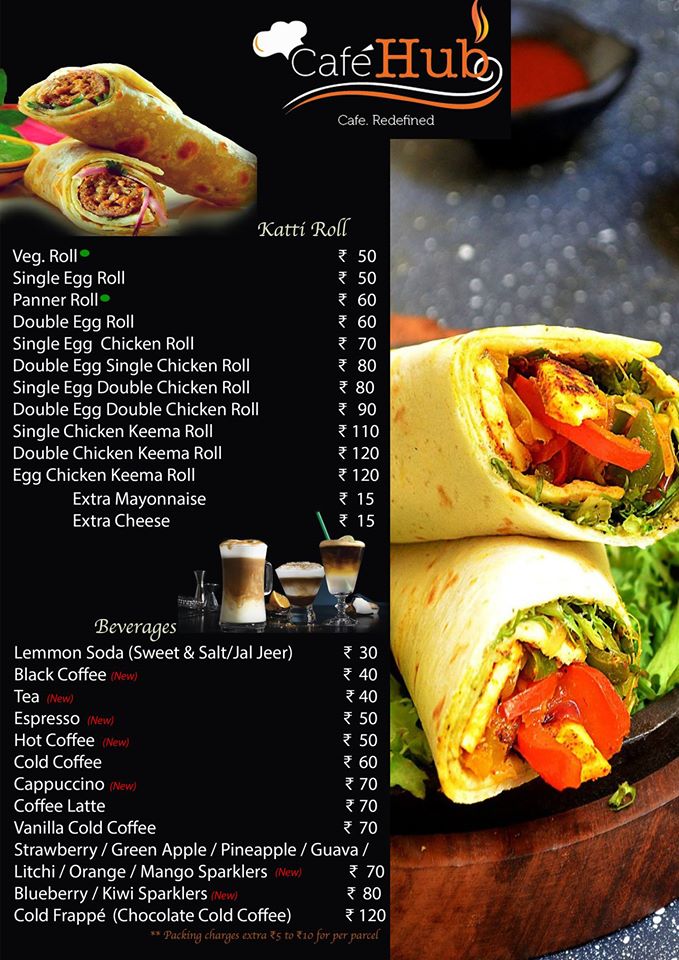 Café Hub
Cafe. Redefined
Katti Roll
Veg. Roll ₹ 50
Single Egg Roll ₹ 50
Panner Roll ₹ 60
Double Egg Roll ₹ 60
Single Egg Chicken Roll ₹ 70
Double Egg Single Chicken Roll ₹ 80
Single Egg Double Chicken Roll ₹ 80
Double Egg Double Chicken Roll ₹ 90
Single Chicken Keema Roll ₹ 110
Double Chicken Keema Roll ₹ 120
Egg Chicken Keema Roll ₹ 120
Extra Mayonnaise ₹ 15
Extra Cheese ₹ 15
Beverages
Lemmon Soda (Sweet & Salt/Jal Jeer) ₹ 30
Black Coffee (New) ₹ 40
Tea (New) ₹ 40
Espresso (New) ₹ 50
Hot Coffee (New) ₹ 50
Cold Coffee ₹ 60
Cappuccino (New) ₹ 70
Coffee Latte ₹ 70
Vanilla Cold Coffee ₹ 70
Strawberry / Green Apple / Pineapple / Guava /
Litchi / Orange / Mango Sparklers (New) ₹ 70
Blueberry / Kiwi Sparklers (New) ₹ 80
Cold Frappé (Chocolate Cold Coffee) ₹ 120
** Packing charges extra ₹5 to ₹10 for per parcel